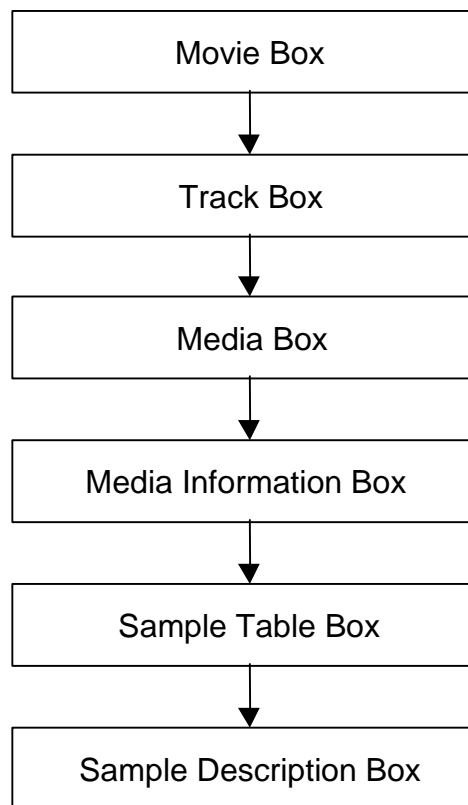 Movie Box
Track Box
Media Box
Media Information Box
Sample Table Box
Sample Description Box